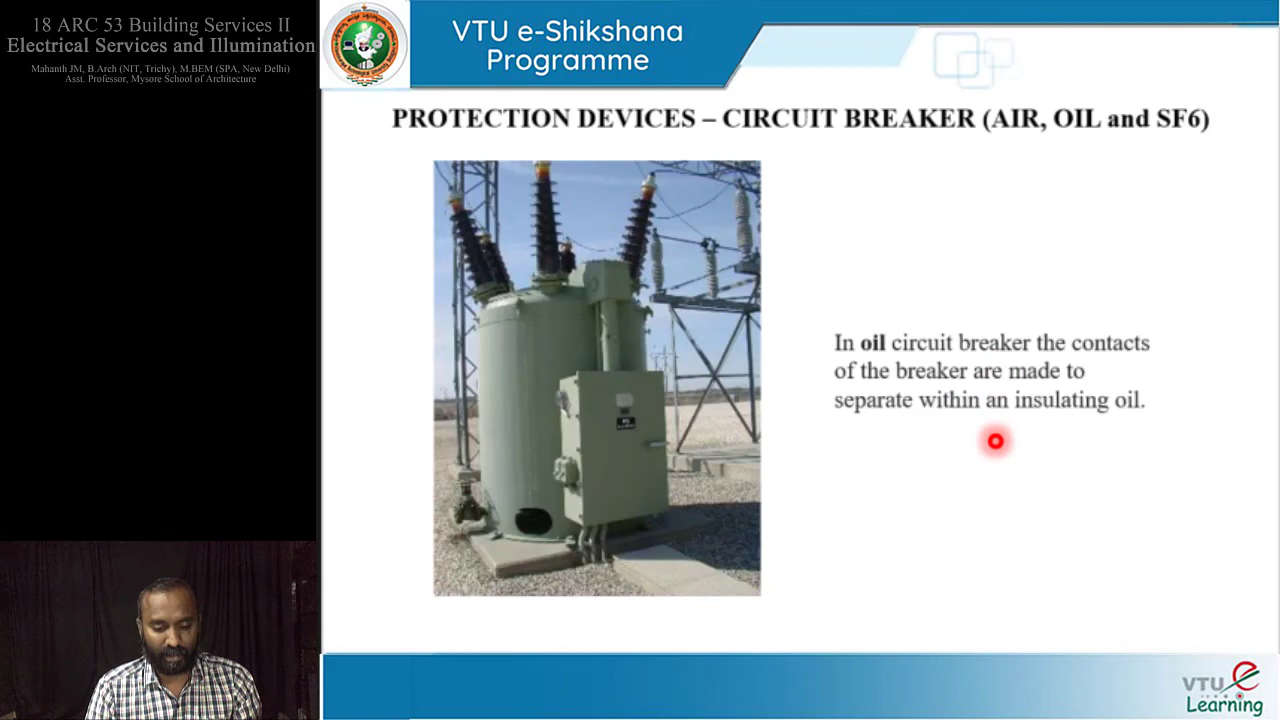 18 ARC 53 Building Services II
Electrical Services and Illumination
Mahanth JM, B.Arch (NIT, Trichy), M.BEM (SPA, New Delhi)
Asst. Professor, Mysore School of Architecture
VTU e-Shikshana
Programme
PROTECTION DEVICES – CIRCUIT BREAKER (AIR, OIL and SF6)
In oil circuit breaker the contacts
of the breaker are made to
separate within an insulating oil.
VTU e
Learning